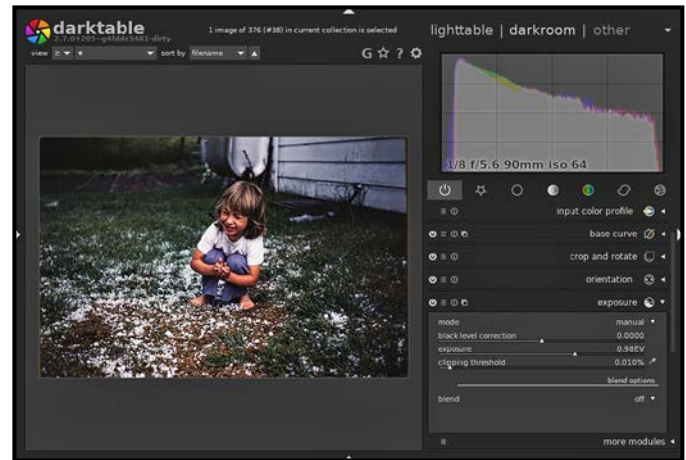 darktable
2.7.0+205~g4fddc5481-dirty
1 image of 376 (#38) in current collection is selected
lighttable | darkroom | other
view ≥ ★ sort by filename
G ☆ ?
1/8 f/5.6 90mm iso 64
input color profile
base curve
crop and rotate
orientation
exposure
mode manual
black level correction 0.0000
exposure 0.98EV
clipping threshold 0.010%
blend options
blend off
more modules